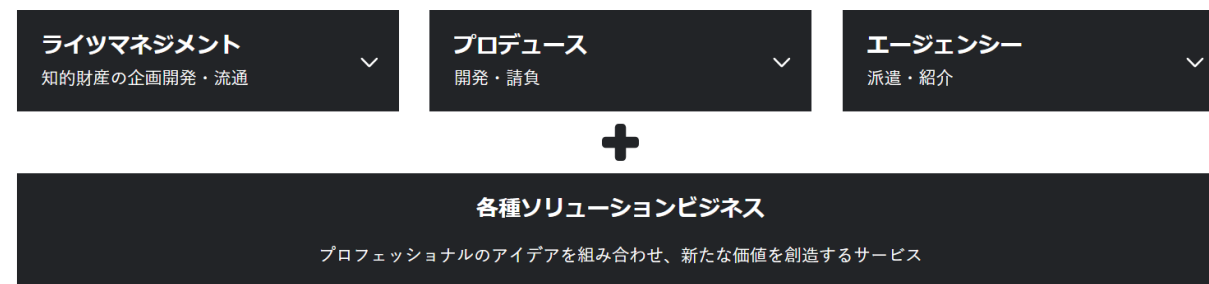 ライツマネジメント
知的財産の企画開発・流通
プロデュース
開発・請負
エージェンシー
派遣・紹介
各種ソリューションビジネス
プロフェッショナルのアイデアを組み合わせ、新たな価値を創造するサービス